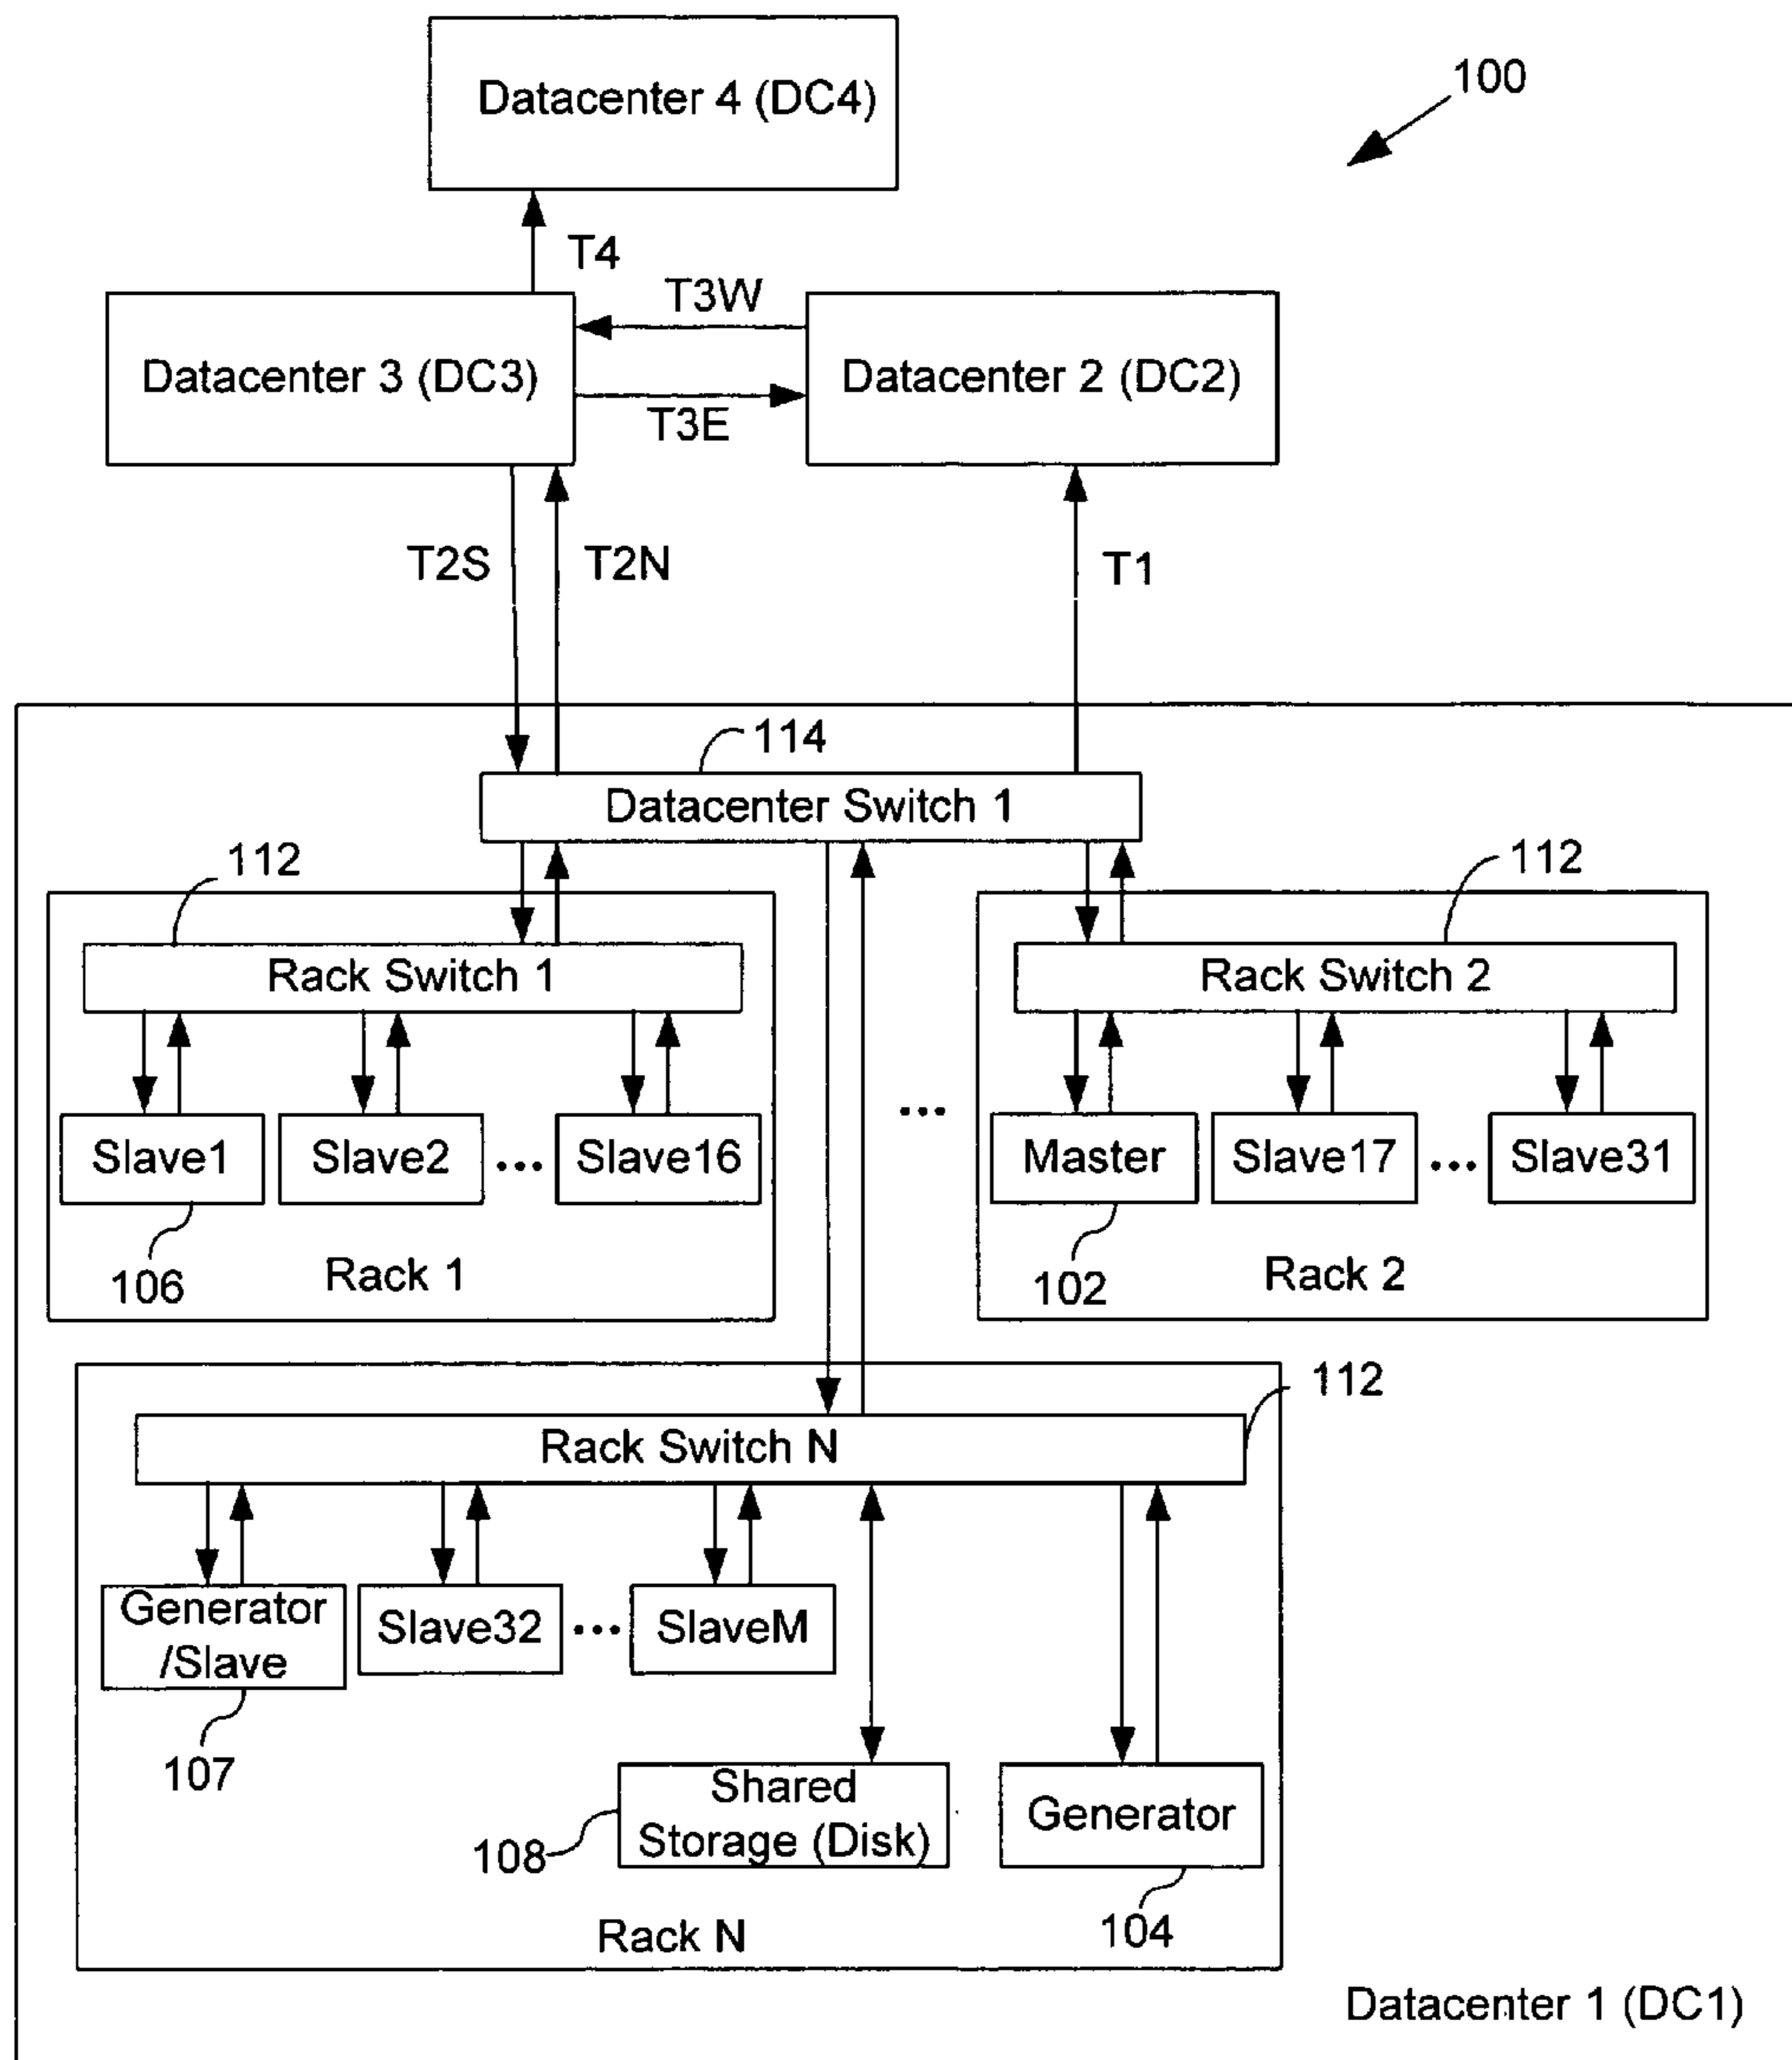 Datacenter 4 (DC4)
100
T4
T3W
Datacenter 3 (DC3)
Datacenter 2 (DC2)
T3E
T2S
T2N
T1
114
Datacenter Switch 1
112
112
Rack Switch 1
Rack Switch 2
...
Slave1
Slave2
...
Slave16
Master
Slave17
...
Slave31
106
Rack 1
102
Rack 2
112
Rack Switch N
Generator
/Slave
Slave32
...
SlaveM
107
Shared
Storage (Disk)
Generator
108
104
Rack N
Datacenter 1 (DC1)